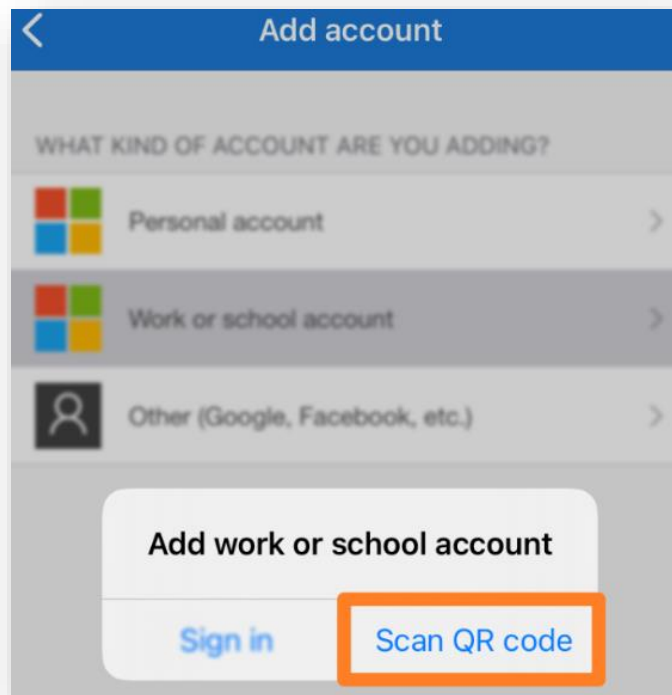 Add account
WHAT KIND OF ACCOUNT ARE YOU ADDING?
Personal account
Work or school account
Other (Google, Facebook, etc.)
Add work or school account
Sign in Scan QR code